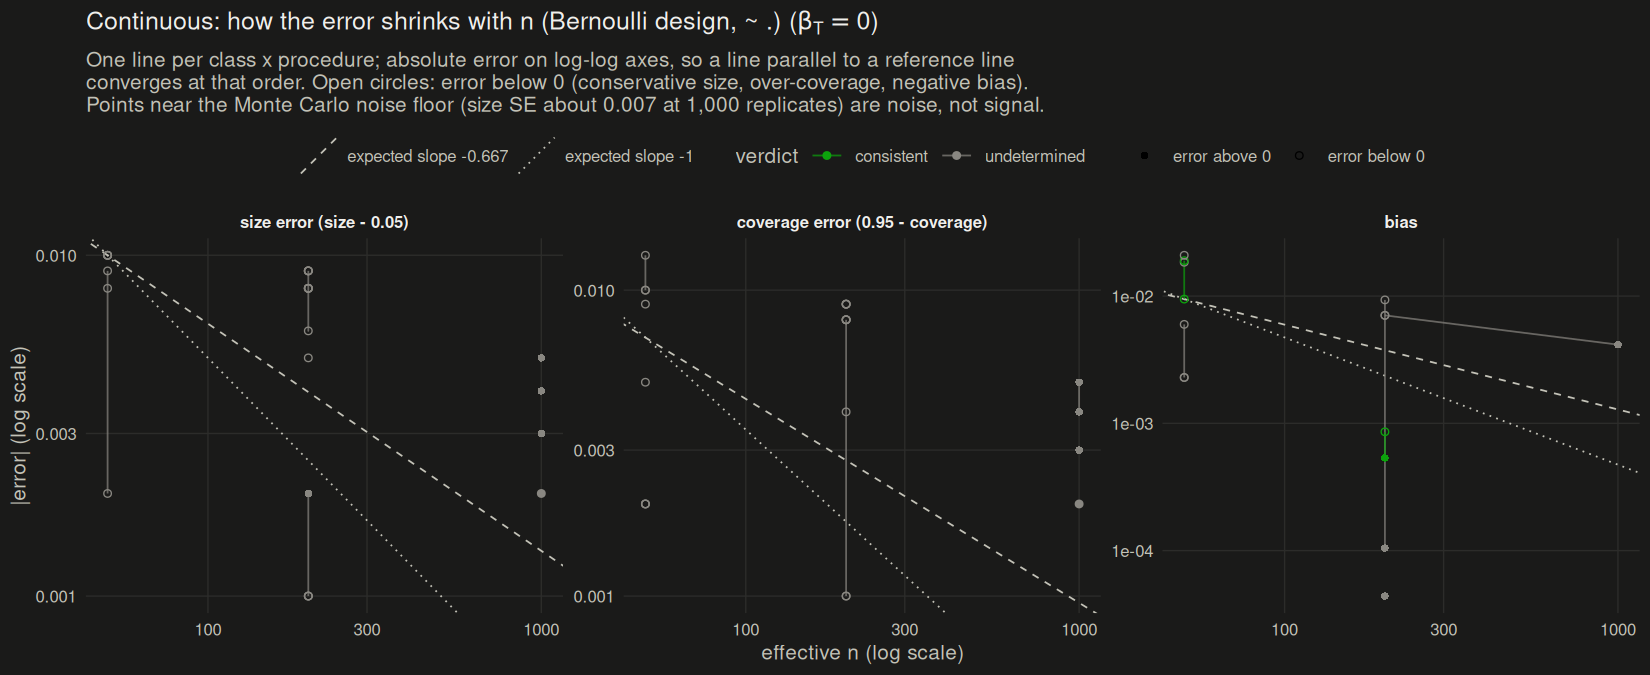 Continuous: how the error shrinks with n (Bernoulli design, ~ .) (βT = 0)
One line per class x procedure; absolute error on log-log axes, so a line parallel to a reference line
converges at that order. Open circles: error below 0 (conservative size, over-coverage, negative bias).
Points near the Monte Carlo noise floor (size SE about 0.007 at 1,000 replicates) are noise, not signal.
expected slope -0.667 expected slope -1 verdict consistent undetermined error above 0 error below 0
size error (size - 0.05) coverage error (0.95 - coverage) bias
|error| (log scale)
0.010
0.003
0.001
100 300 1000
0.010
0.003
0.001
100 300 1000
1e-02
1e-03
1e-04
100 300 1000
effective n (log scale)